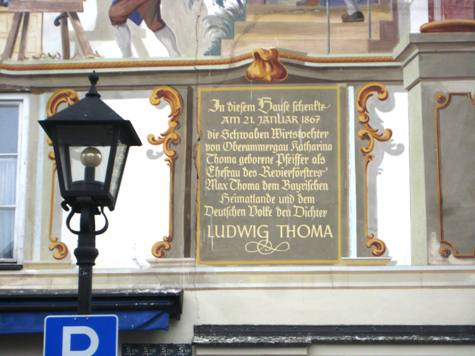 In diesem Hause schenkte
AM 21. JANUAR 1867
die Schwaben Wirtstochter
von Oberammergau Katharina
Thoma geborene Pfeiffer als
Ehefrau des Revierförsters
Max Thoma dem Bayrischen
Heimatlande und dem
Deutschen Volke den Dichter
LUDWIG THOMA
P